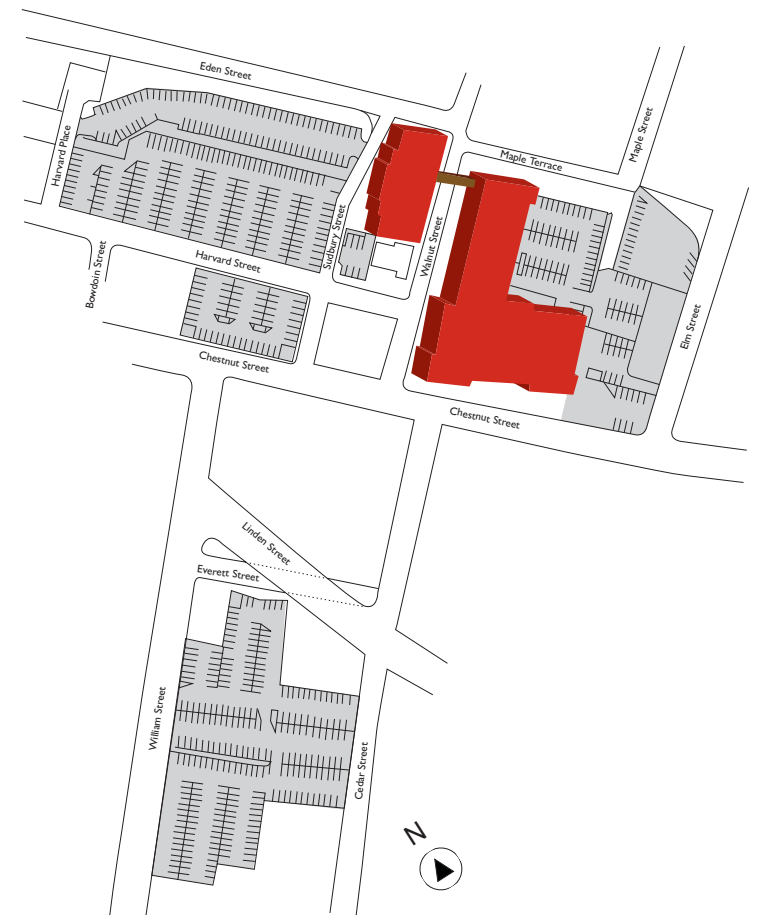 Eden Street
Maple Street
Harvard Place
Maple Terrace
Sudbury Street
Walnut Street
Harvard Street
Bowdoin Street
Elm Street
Chestnut Street
Chestnut Street
Linden Street
Everett Street
William Street
Cedar Street
N